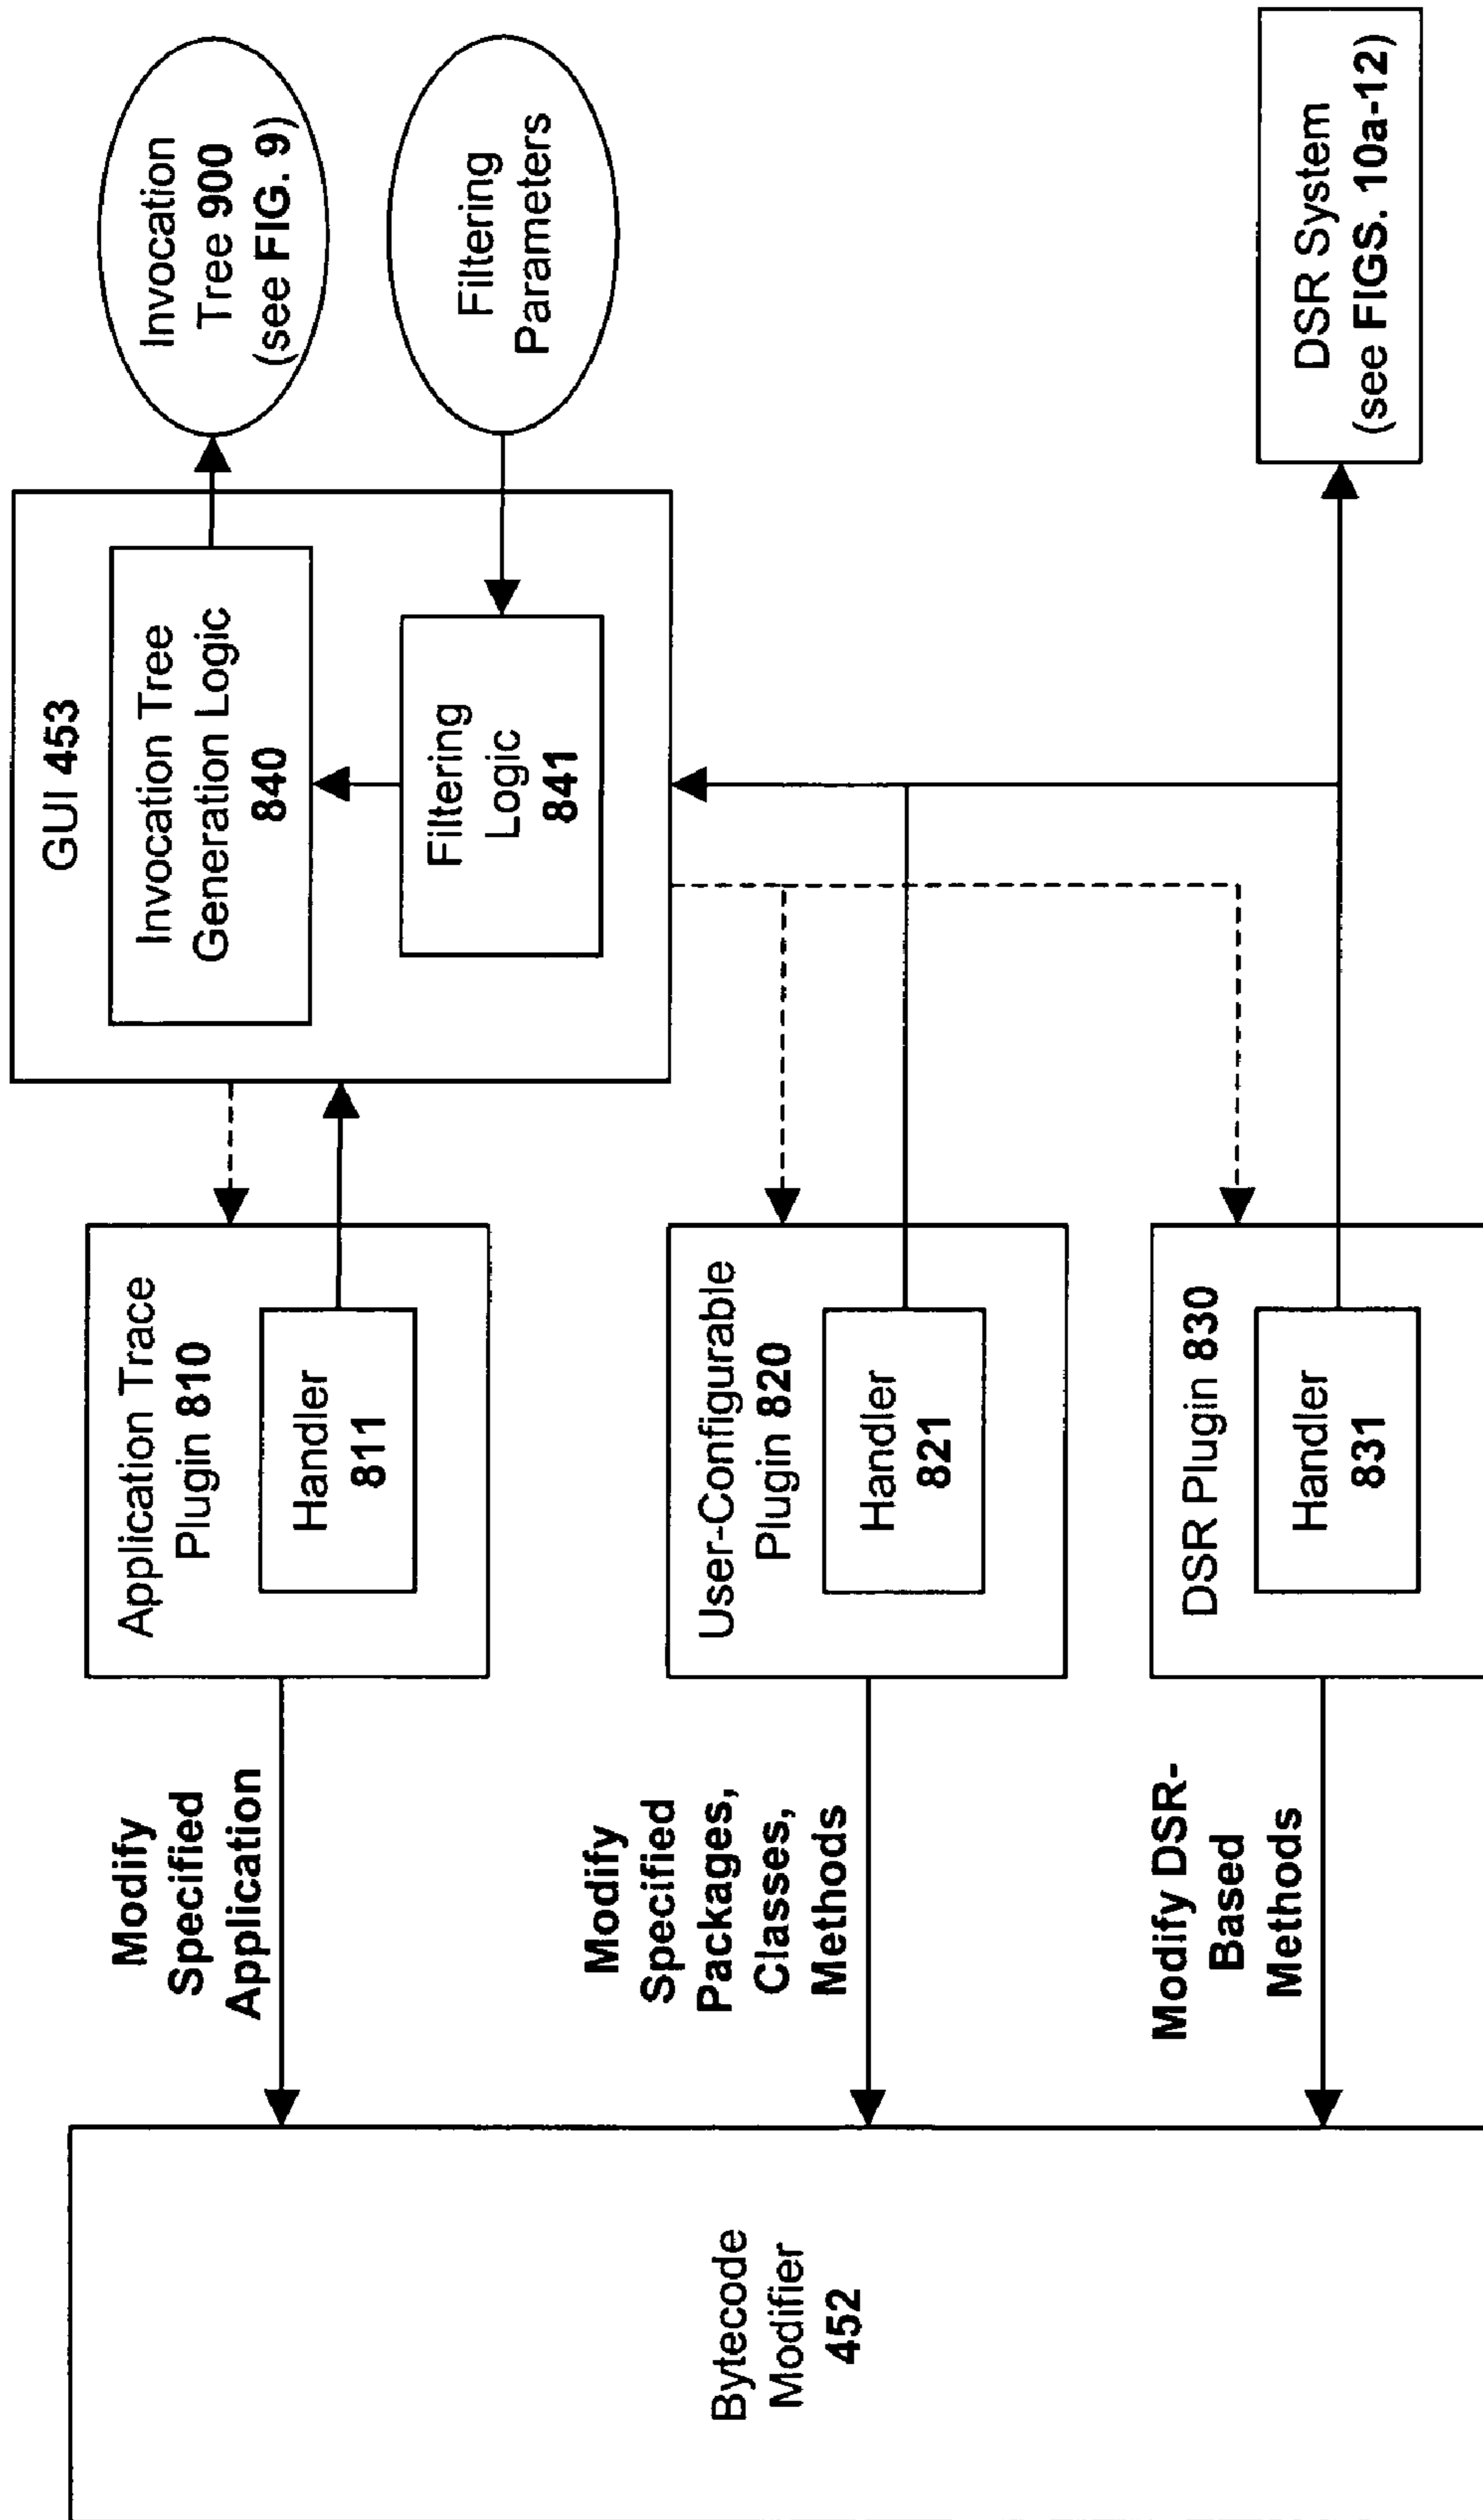 Bytecode
Modifier
452
Modify
Specified
Application
Modify
Specified
Packages,
Classes,
Methods
Modify DSR-
Based
Methods
Application Trace
Plugin 810
Handler
811
User-Configurable
Plugin 820
Handler
821
DSR Plugin 830
Handler
831
GUI 453
Invocation Tree
Generation Logic
840
Filtering
Logic
841
Invocation
Tree 900
(see FIG. 9)
Filtering
Parameters
DSR System
(see FIGS. 10a-12)